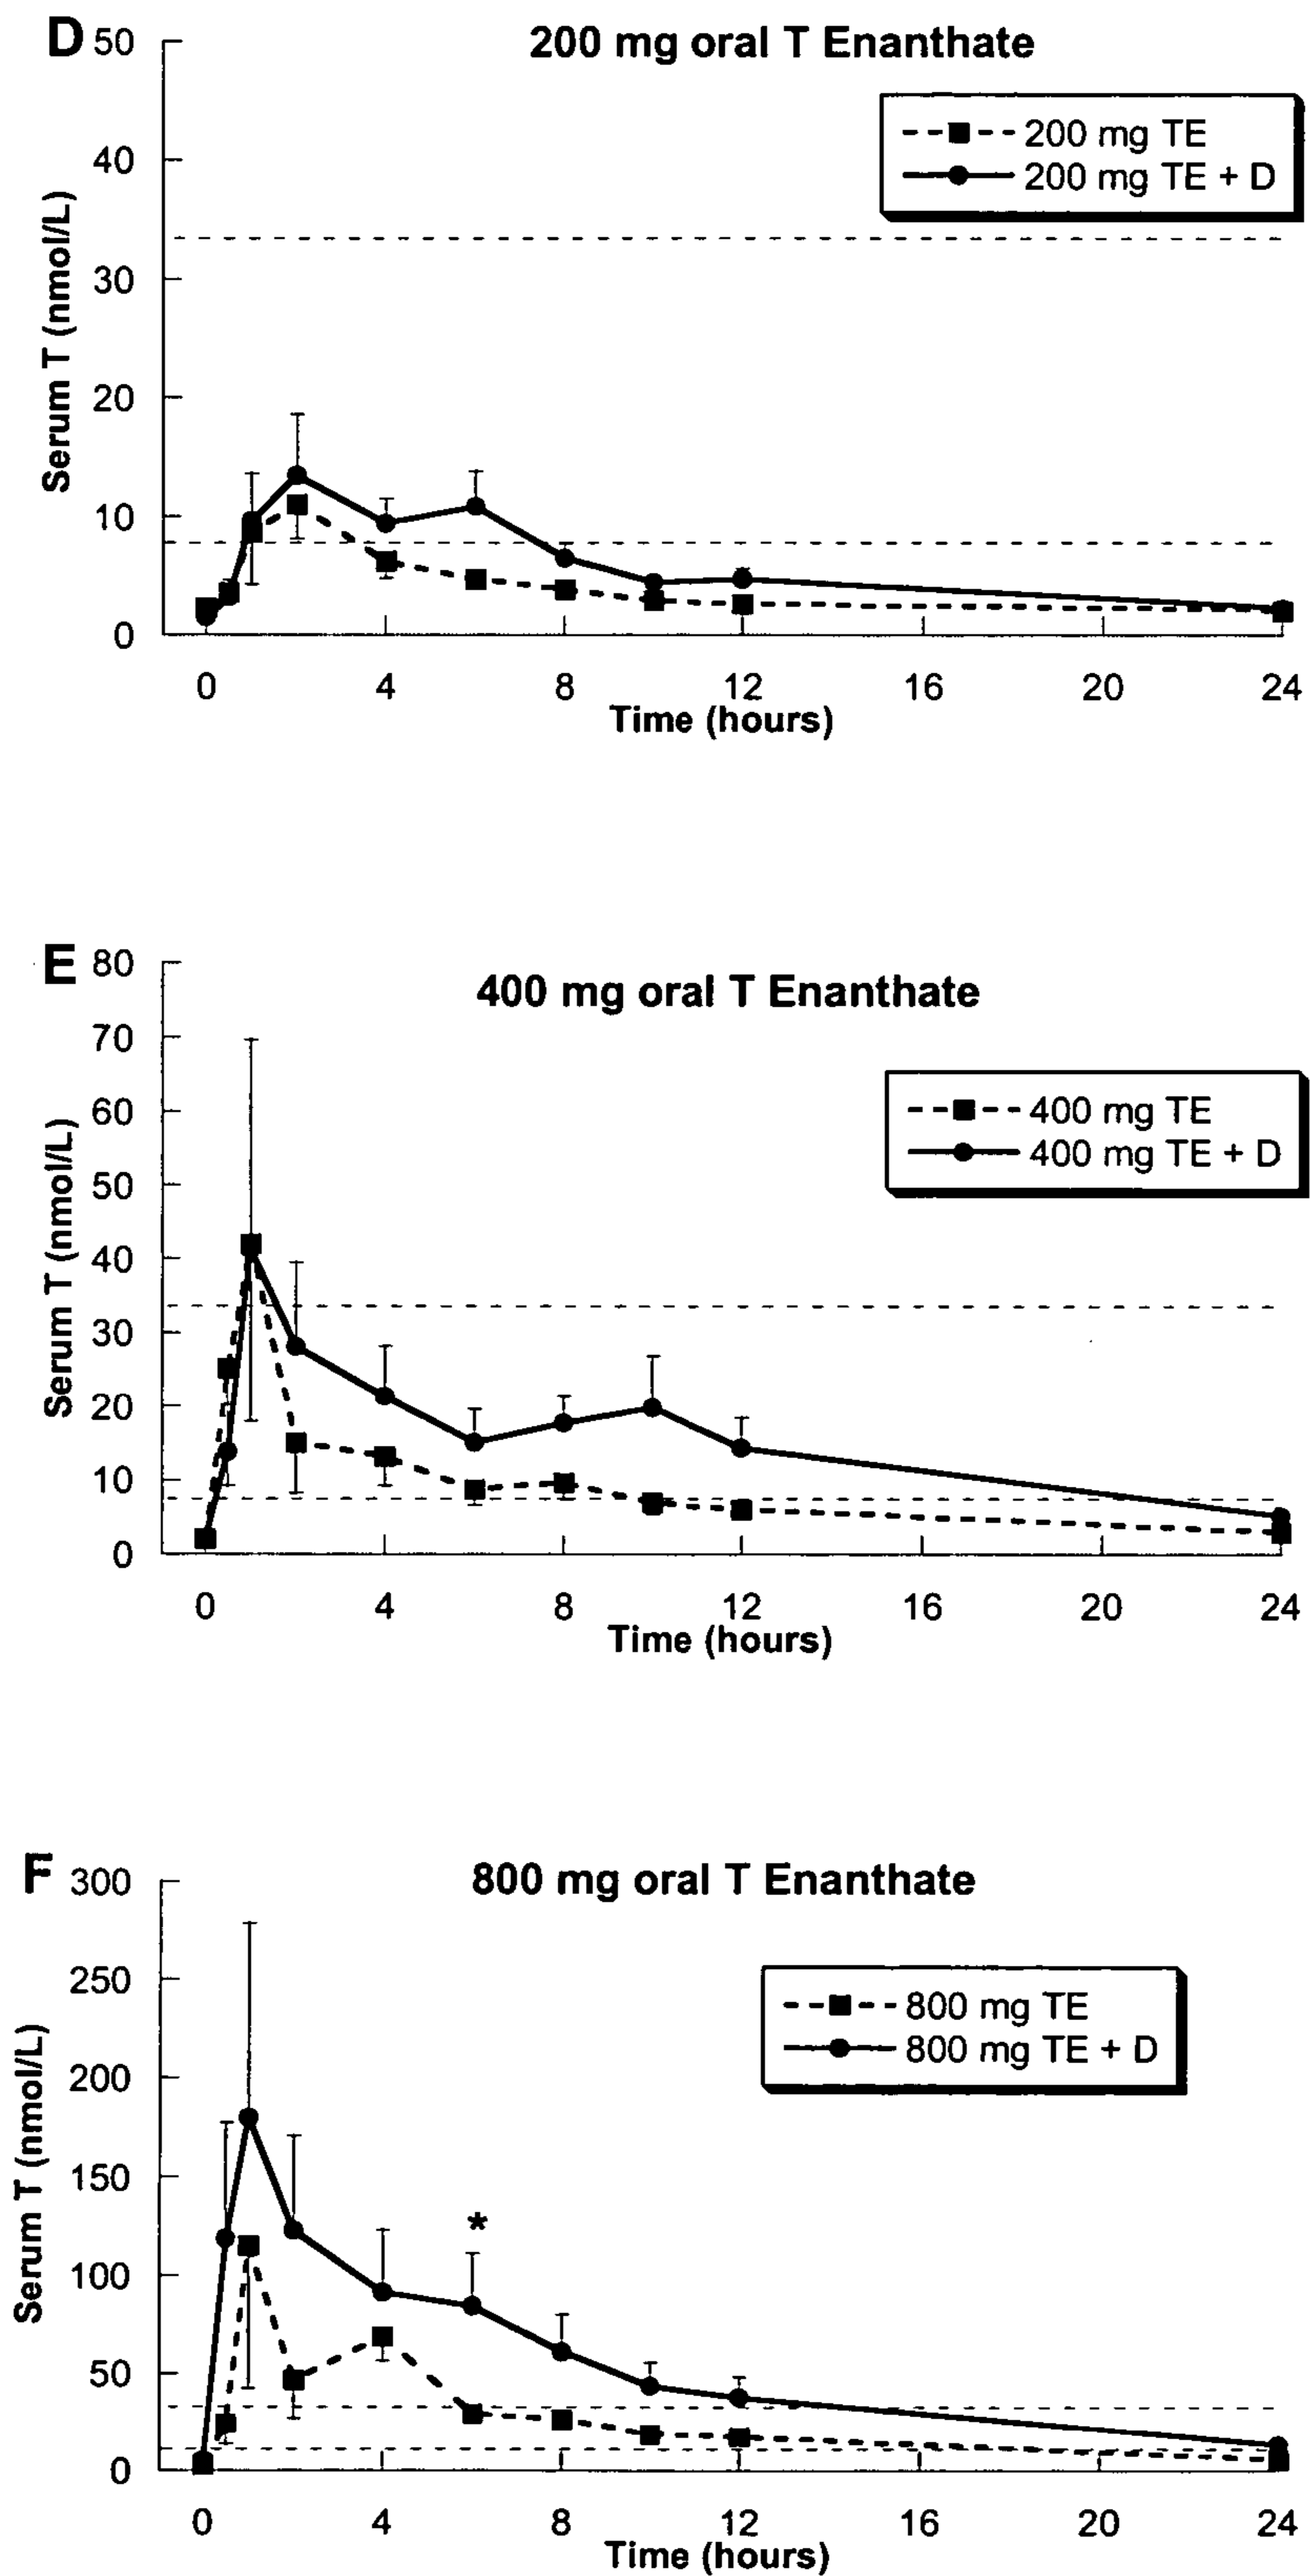 D
200 mg oral T Enanthate
50
40
30
20
10
0
Serum T (nmol/L)
200 mg TE
200 mg TE + D
0 4 8 12 16 20 24
Time (hours)
E
400 mg oral T Enanthate
80
70
60
50
40
30
20
10
0
Serum T (nmol/L)
400 mg TE
400 mg TE + D
0 4 8 12 16 20 24
Time (hours)
F
800 mg oral T Enanthate
300
250
200
150
100
50
0
Serum T (nmol/L)
800 mg TE
800 mg TE + D
*
0 4 8 12 16 20 24
Time (hours)